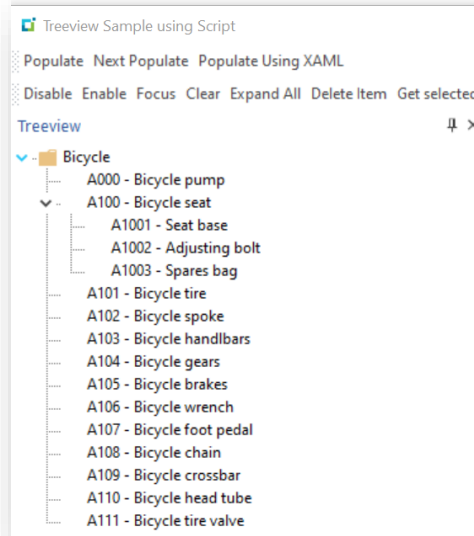 Treeview Sample using Script
Populate Next Populate Populate Using XAML
Disable Enable Focus Clear Expand All Delete Item Get selected
Treeview
Bicycle
A000 - Bicycle pump
A100 - Bicycle seat
A1001 - Seat base
A1002 - Adjusting bolt
A1003 - Spares bag
A101 - Bicycle tire
A102 - Bicycle spoke
A103 - Bicycle handlbars
A104 - Bicycle gears
A105 - Bicycle brakes
A106 - Bicycle wrench
A107 - Bicycle foot pedal
A108 - Bicycle chain
A109 - Bicycle crossbar
A110 - Bicycle head tube
A111 - Bicycle tire valve